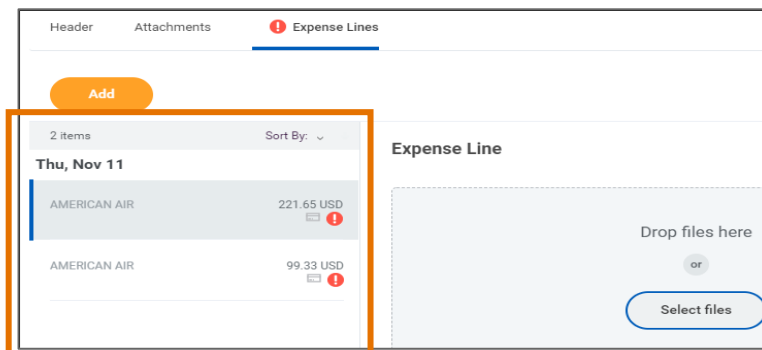 Header Attachments Expense Lines
Add
2 items Sort By:
Thu, Nov 11
AMERICAN AIR 221.65 USD
AMERICAN AIR 99.33 USD
Expense Line
Drop files here
or
Select files